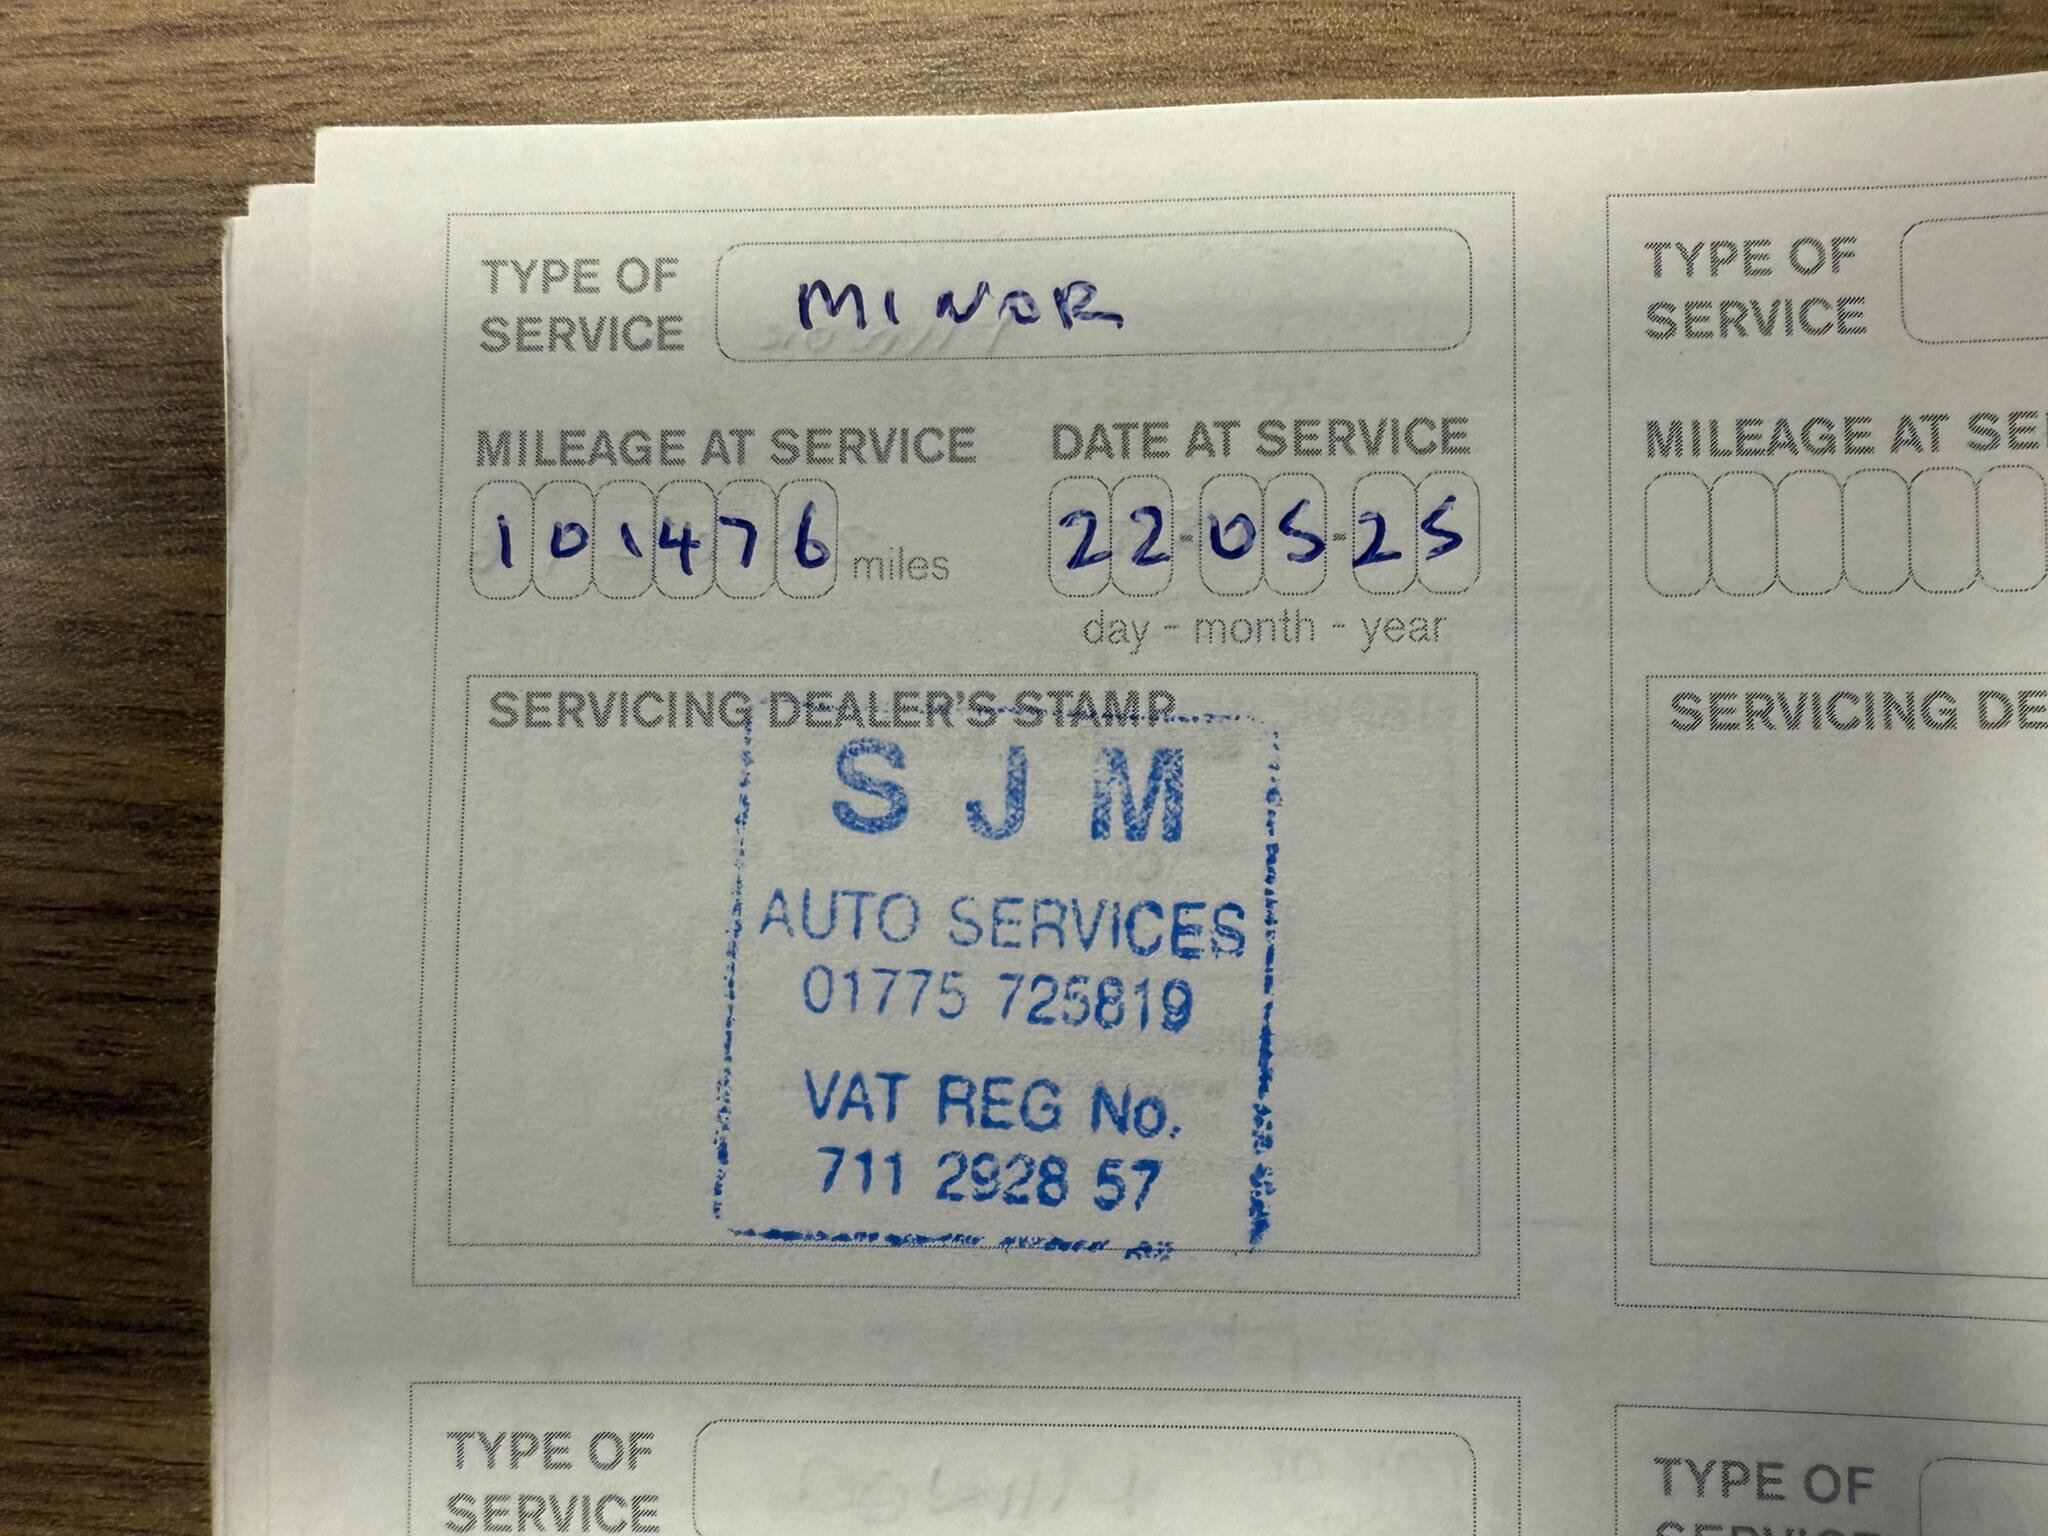 TYPE OF
SERVICE
MINOR
MILEAGE AT SERVICE
101476 miles
DATE AT SERVICE
22-05-25
day - month - year
SERVICING DEALER'S STAMP
S J M
AUTO SERVICES
01775 725819
VAT REG No.
711 2928 57
TYPE OF
SERVICE
MILEAGE AT SE
SERVICING DE
TYPE OF
SERVICE
TYPE OF